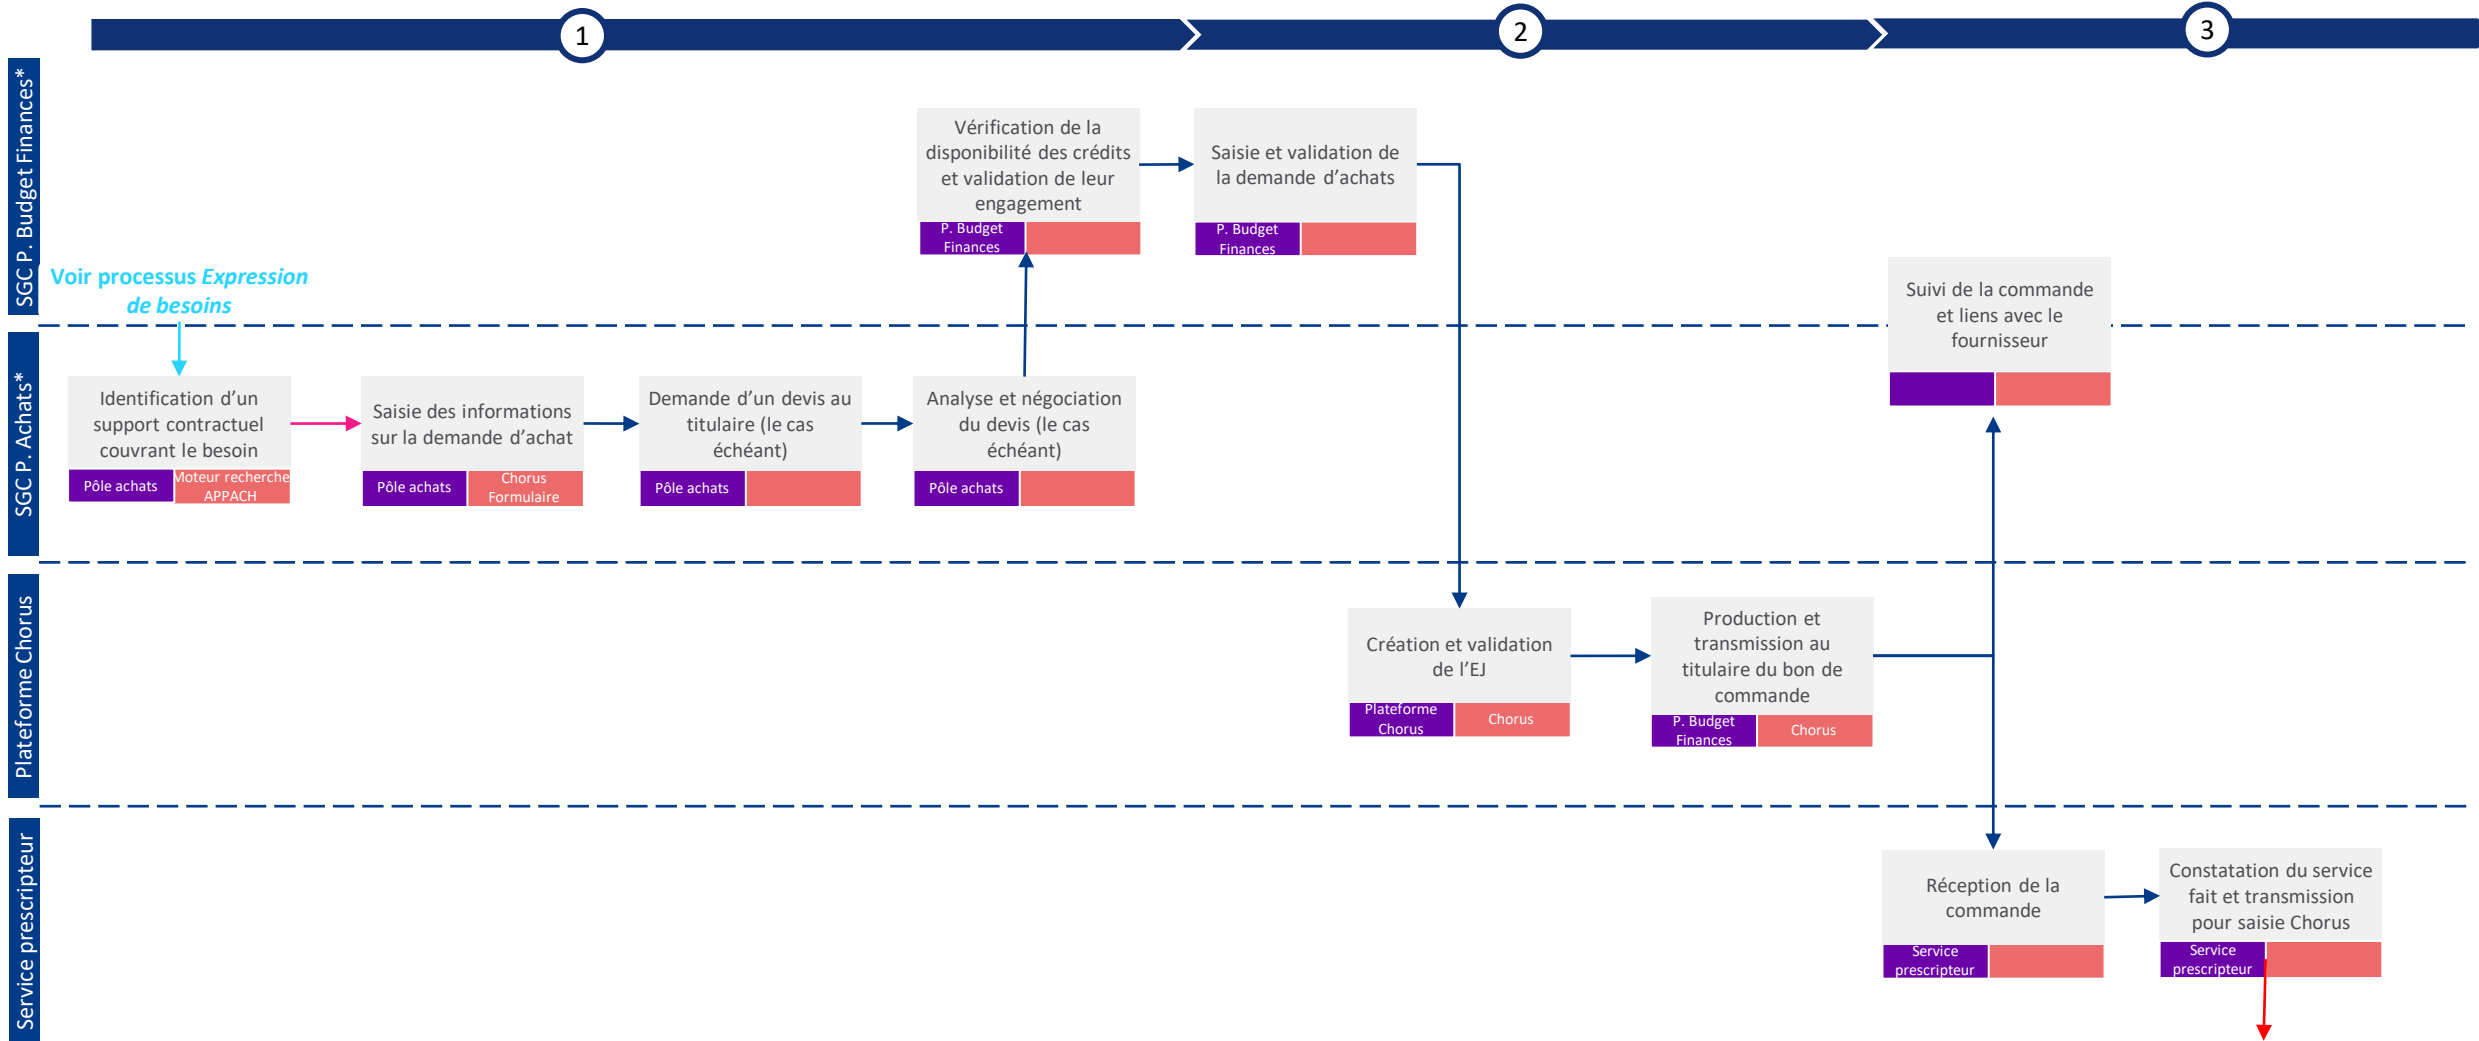 1
2
3
SGC P. Budget Finances*
Vérification de la
disponibilité des crédits
et validation de leur
engagement
P. Budget
Finances
Saisie et validation de
la demande d'achats
P. Budget
Finances
Voir processus Expression
de besoins
Suivi de la commande
et liens avec le
fournisseur
SGC P. Achats*
Identification d'un
support contractuel
couvrant le besoin
Pôle achats
Moteur recherche
APPACH
Saisie des informations
sur la demande d'achat
Pôle achats
Chorus
Formulaire
Demande d'un devis au
titulaire (le cas
échéant)
Pôle achats
Analyse et négociation
du devis (le cas
échéant)
Pôle achats
Plateforme Chorus
Création et validation
de l'EJ
Plateforme
Chorus
Chorus
Production et
transmission au
titulaire du bon de
commande
P. Budget
Finances
Chorus
Service prescripteur
Réception de la
commande
Service
prescripteur
Constatation du service
fait et transmission
pour saisie Chorus
Service
prescripteur